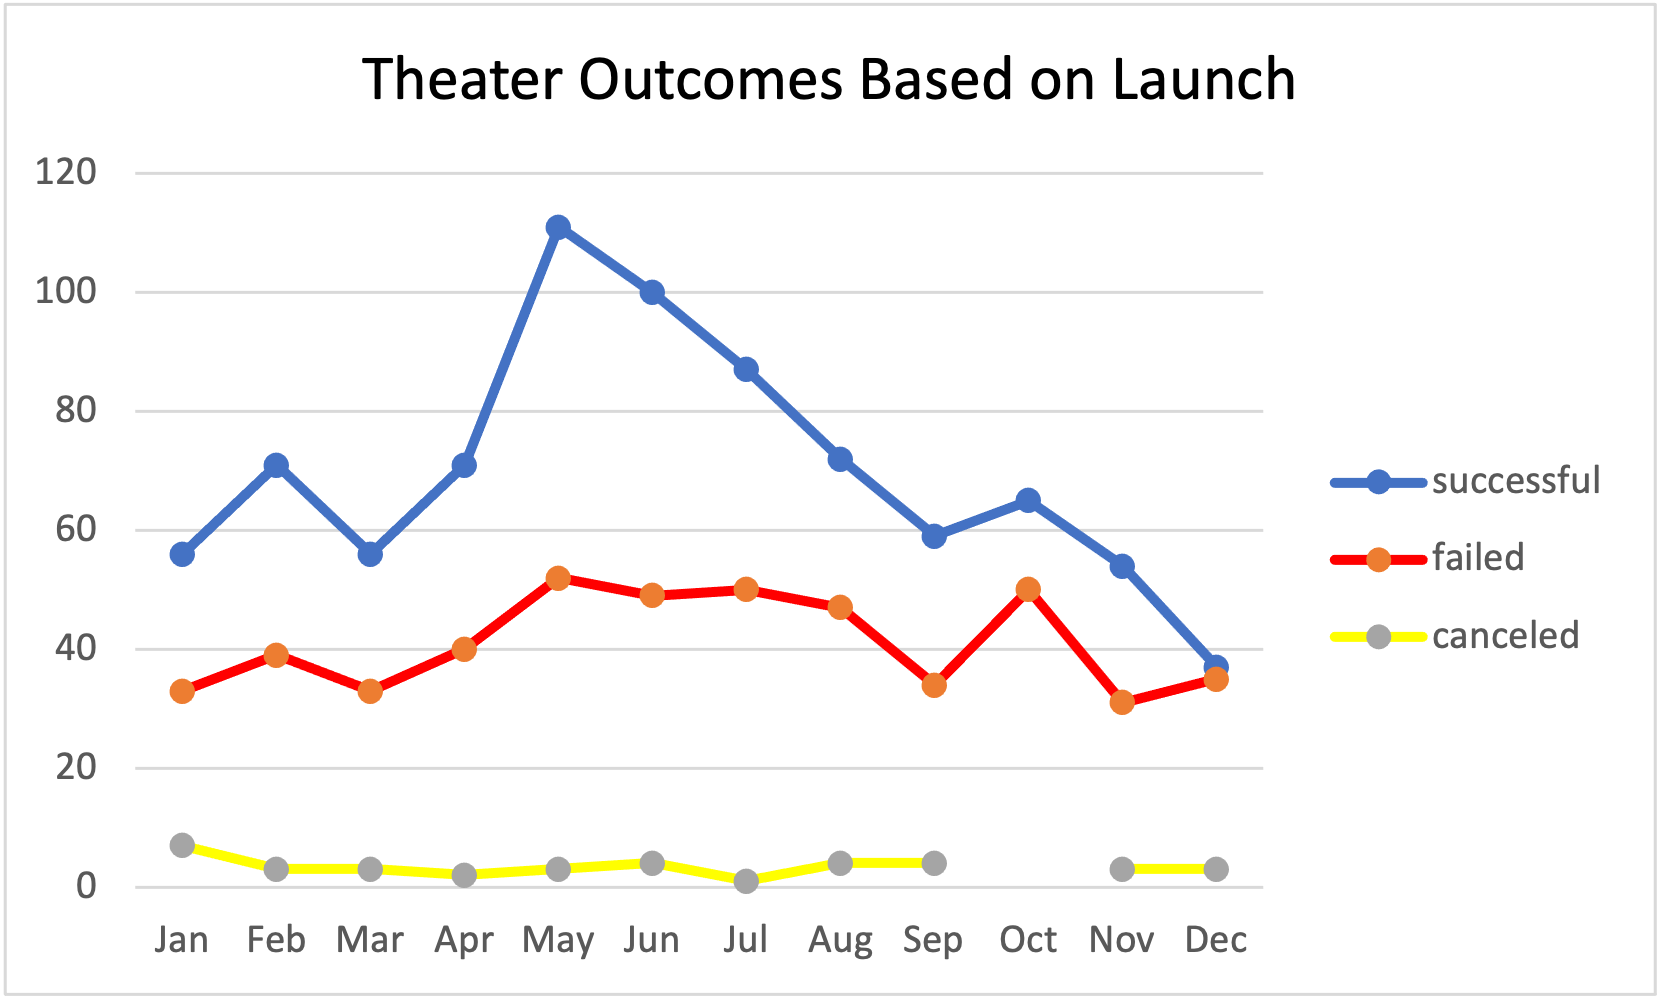 Theater Outcomes Based on Launch
120
100
80
60
40
20
0
Jan Feb Mar Apr May Jun Jul Aug Sep Oct Nov Dec
successful
failed
canceled